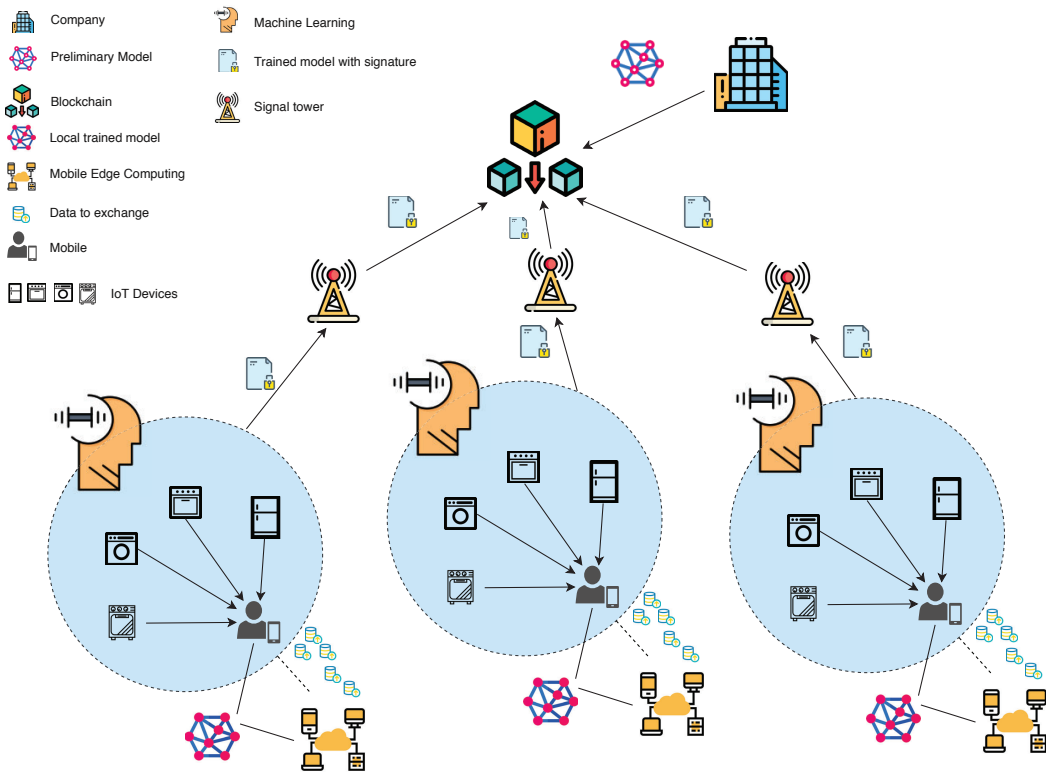 Company
Preliminary Model
Blockchain
Local trained model
Mobile Edge Computing
Data to exchange
Mobile
IoT Devices
Machine Learning
Trained model with signature
Signal tower